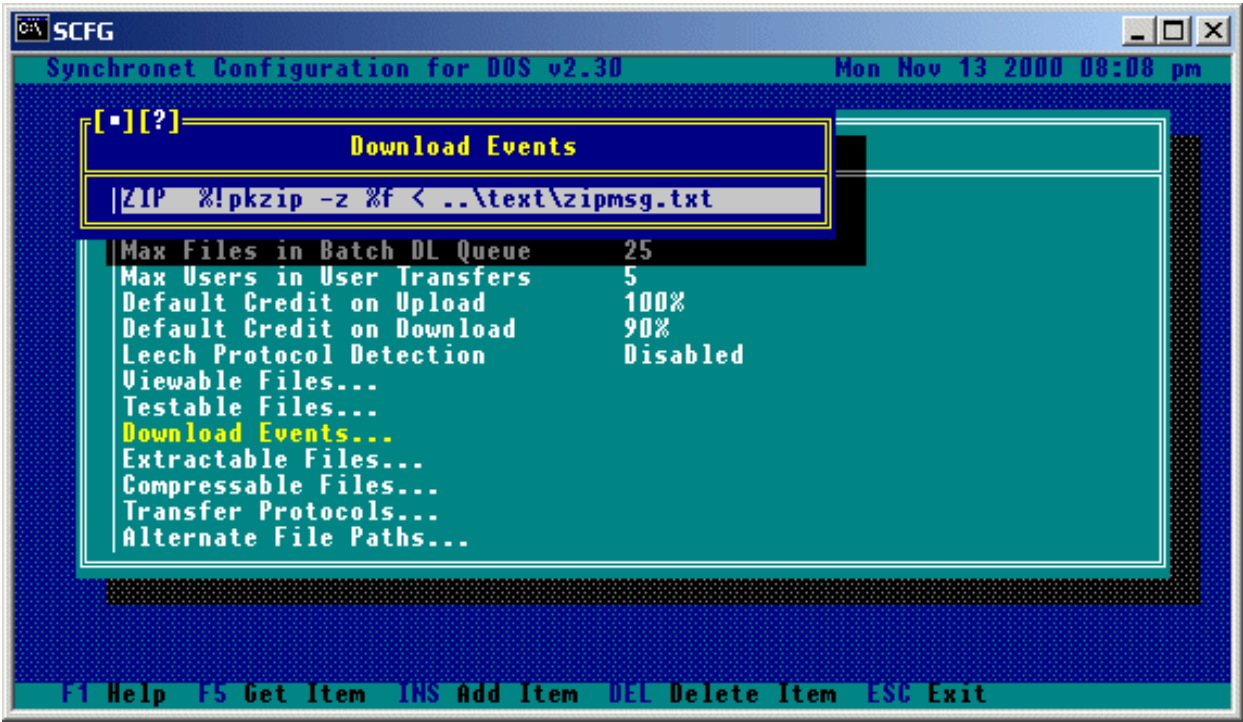 SCFG
Synchronet Configuration for DOS v2.30 Mon Nov 13 2000 08:08 pm
[■][?]
Download Events
ZIP %!pkzip -z %f < ..\text\zipmsg.txt
Max Files in Batch DL Queue 25
Max Users in User Transfers 5
Default Credit on Upload 100%
Default Credit on Download 90%
Leech Protocol Detection Disabled
Viewable Files...
Testable Files...
Download Events...
Extractable Files...
Compressable Files...
Transfer Protocols...
Alternate File Paths...
F1 Help F5 Get Item INS Add Item DEL Delete Item ESC Exit